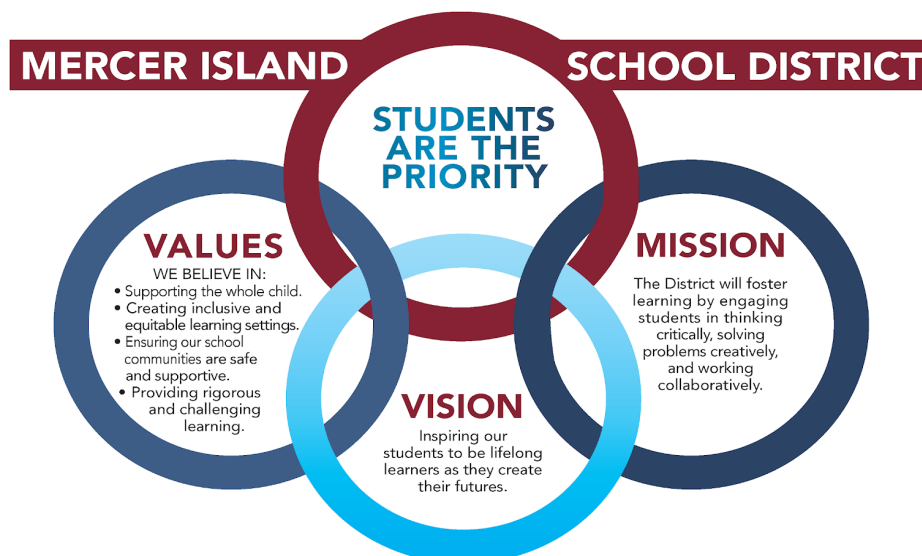 MERCER ISLAND SCHOOL DISTRICT
STUDENTS
ARE THE
PRIORITY
VALUES
WE BELIEVE IN:
• Supporting the whole child.
• Creating inclusive and
equitable learning settings.
• Ensuring our school
communities are safe
and supportive.
• Providing rigorous
and challenging
learning.
VISION
Inspiring our
students to be lifelong
learners as they create
their futures.
MISSION
The District will foster
learning by engaging
students in thinking
critically, solving
problems creatively,
and working
collaboratively.